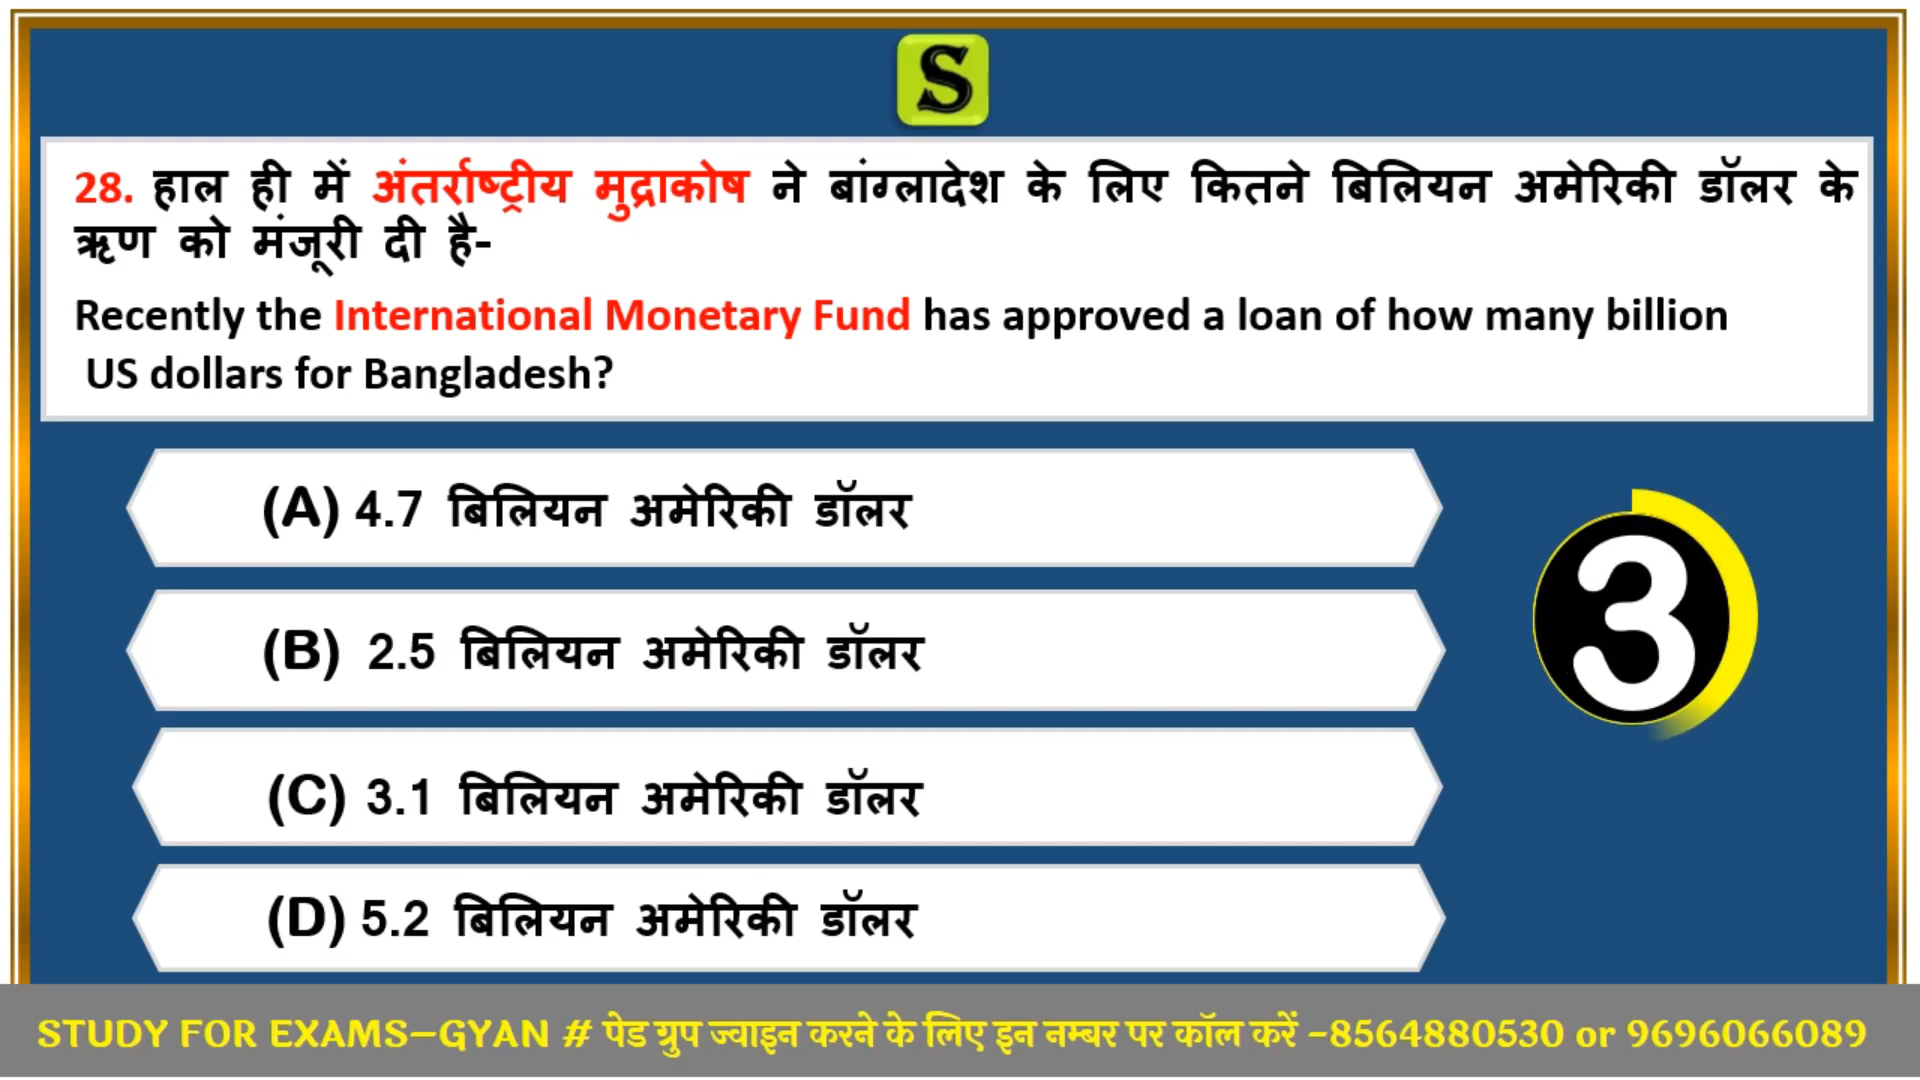 S
28. हाल ही में अंतर्राष्ट्रीय मुद्राकोष ने बांग्लादेश के लिए कितने बिलियन अमेरिकी डॉलर के
ऋण को मंजूरी दी है-
Recently the International Monetary Fund has approved a loan of how many billion
US dollars for Bangladesh?
(A) 4.7 बिलियन अमेरिकी डॉलर
(B) 2.5 बिलियन अमेरिकी डॉलर
(C) 3.1 बिलियन अमेरिकी डॉलर
(D) 5.2 बिलियन अमेरिकी डॉलर
3
STUDY FOR EXAMS–GYAN # पेड ग्रुप ज्वाइन करने के लिए इन नम्बर पर कॉल करें -8564880530 or 9696066089